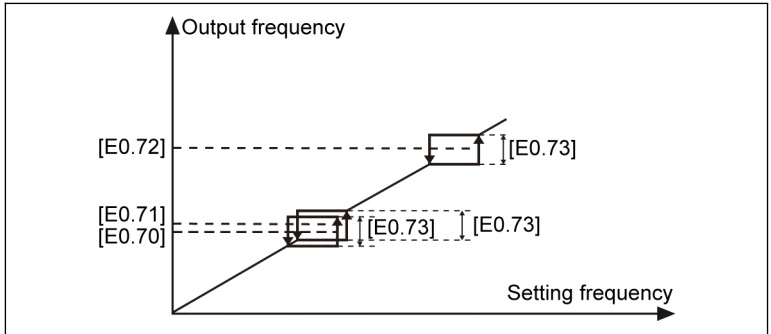 Output frequency
[E0.72]
[E0.73]
[E0.71]
[E0.70]
[E0.73]
[E0.73]
Setting frequency